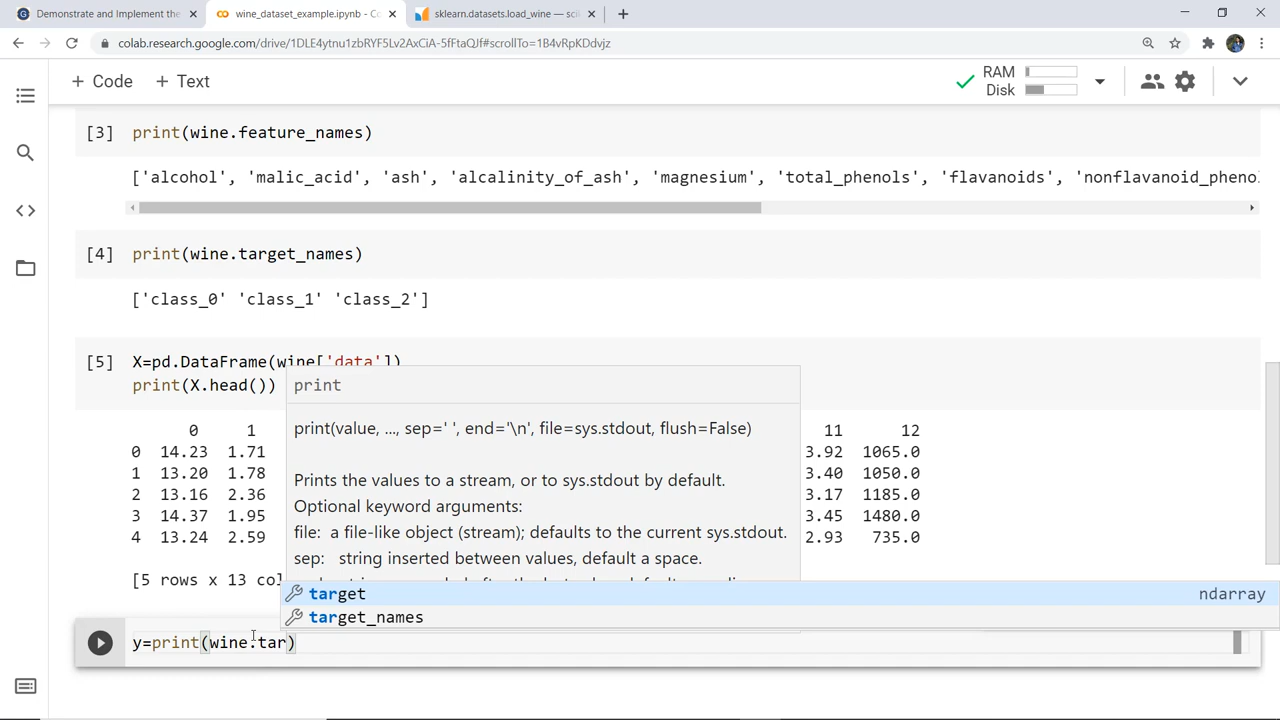 Demonstrate and Implement the
wine_dataset_example.ipynb - Co
sklearn.datasets.load_wine — sci
colab.research.google.com/drive/1DLE4ytnu1zbRYF5Lv2AxCiA-5fFtaQJf#scrollTo=1B4vRpKDdvjz
+ Code + Text
RAM
Disk
[3] print(wine.feature_names)
['alcohol', 'malic_acid', 'ash', 'alcalinity_of_ash', 'magnesium', 'total_phenols', 'flavanoids', 'nonflavanoid_pheno
[4] print(wine.target_names)
['class_0' 'class_1' 'class_2']
[5] X=pd.DataFrame(wine['data'])
print(X.head())
print
print(value, ..., sep=' ', end='\n', file=sys.stdout, flush=False)
Prints the values to a stream, or to sys.stdout by default.
Optional keyword arguments:
file: a file-like object (stream); defaults to the current sys.stdout.
sep: string inserted between values, default a space.
0 1 11 12
0 14.23 1.71 3.92 1065.0
1 13.20 1.78 3.40 1050.0
2 13.16 2.36 3.17 1185.0
3 14.37 1.95 3.45 1480.0
4 13.24 2.59 2.93 735.0
[5 rows x 13 col
target ndarray
target_names
y=print(wine.tar)